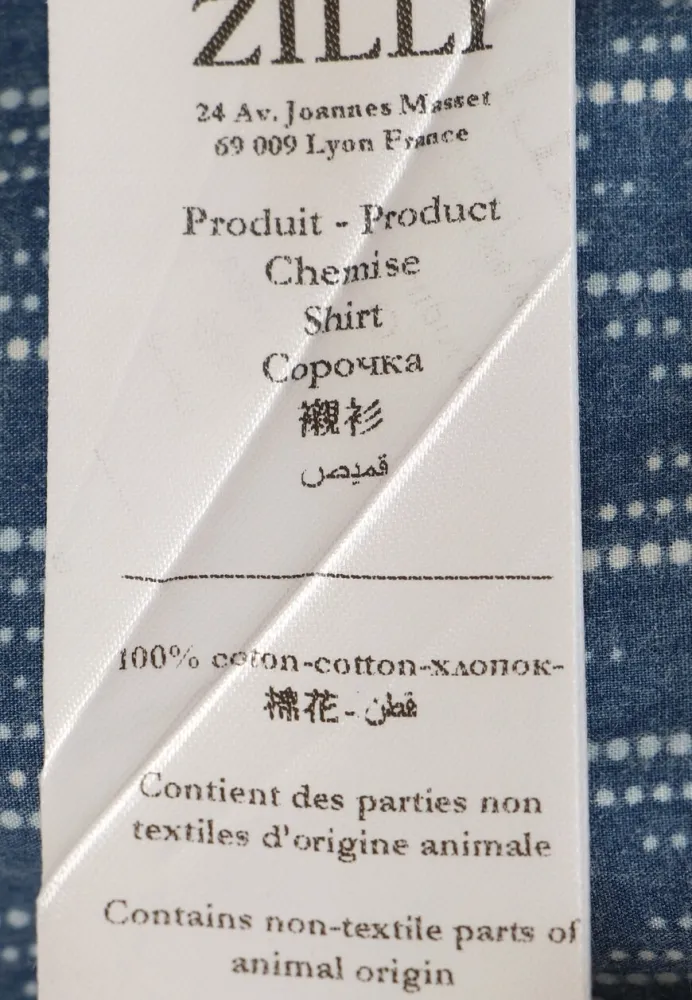 ZILLI
24 Av. Joannes Masset
69 009 Lyon France
Produit - Product
Chemise
Shirt
Сорочка
襯衫
قميص
100% coton-cotton-хлопок-
棉花-قطن
Contient des parties non
textiles d'origine animale
Contains non-textile parts of
animal origin